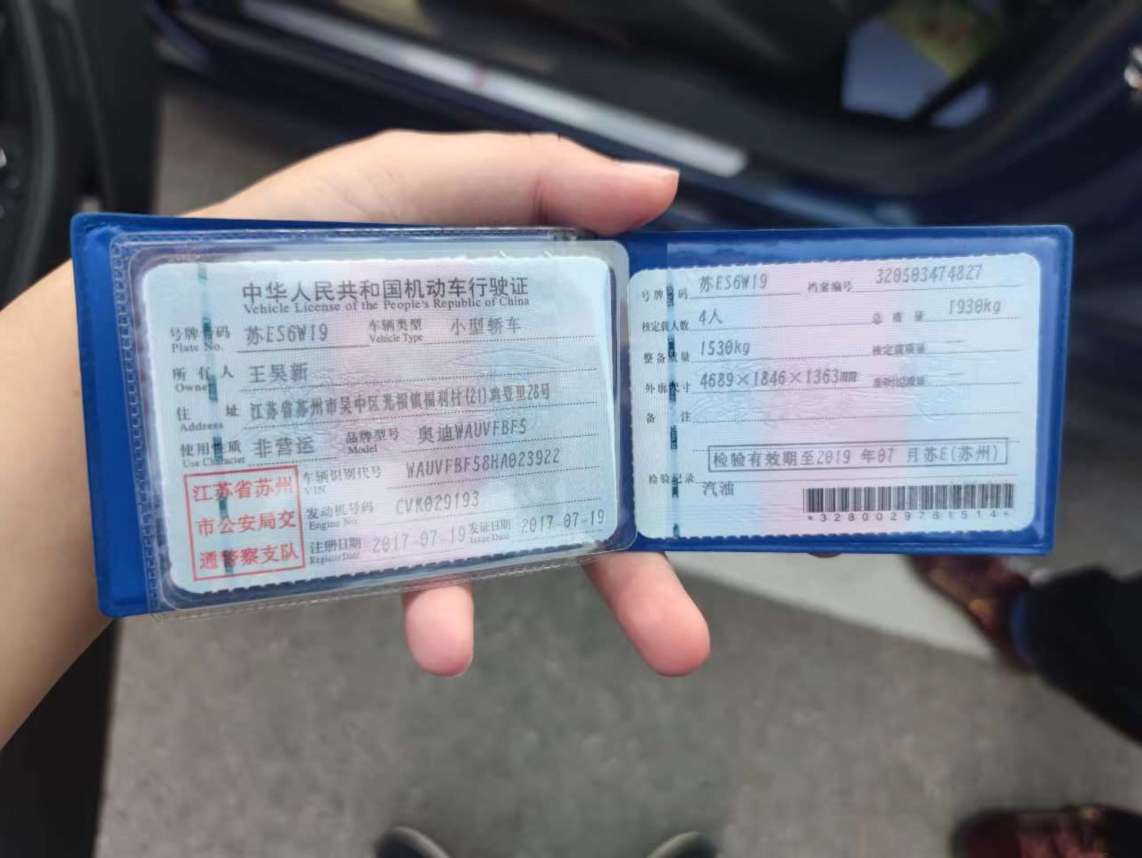 中华人民共和国机动车行驶证
Vehicle License of the People's Republic of China
号牌号码 苏ES6W19 车辆类型 小型轿车
Plate No. Vehicle Type
所有人 王昊新
Owner
住址 江苏省苏州市吴中区光福镇福利村(21)鸡登里28号
Address
使用性质 非营运 品牌型号 奥迪WAUVFBF5
Use Character Model
江苏省苏州
市公安局交
通警察支队
车辆识别代号 WAUVFBF58HA023922
VIN
发动机号码 CVK029193
Engine No.
注册日期 2017-07-19 发证日期 2017-07-19
Register Date Issue Date
号牌号码 苏ES6W19 档案编号 320503474827
核定载人数 4人 总质量 1930kg
整备质量 1530kg 核定载质量 —
外廓尺寸 4689×1846×1363mm —
备注
检验有效期至2019 年07 月苏E(苏州)
检验记录
汽油